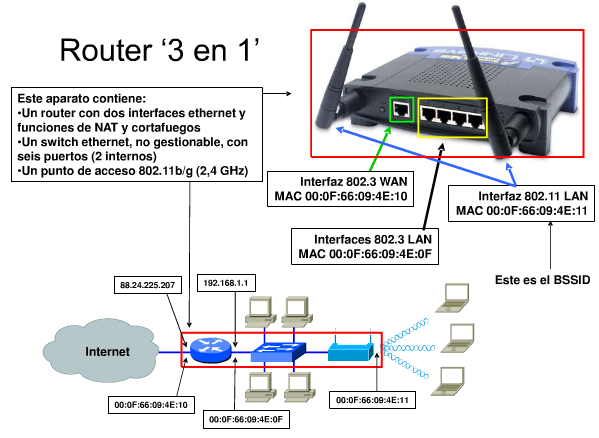 Router ‘3 en 1’
Este aparato contiene:
•Un router con dos interfaces ethernet y
funciones de NAT y cortafuegos
•Un switch ethernet, no gestionable, con
seis puertos (2 internos)
•Un punto de acceso 802.11b/g (2,4 GHz)
LINKSYS
Interfaz 802.3 WAN
MAC 00:0F:66:09:4E:10
Interfaz 802.11 LAN
MAC 00:0F:66:09:4E:11
Interfaces 802.3 LAN
MAC 00:0F:66:09:4E:0F
Este es el BSSID
88.24.225.207
192.168.1.1
Internet
00:0F:66:09:4E:10
00:0F:66:09:4E:0F
00:0F:66:09:4E:11